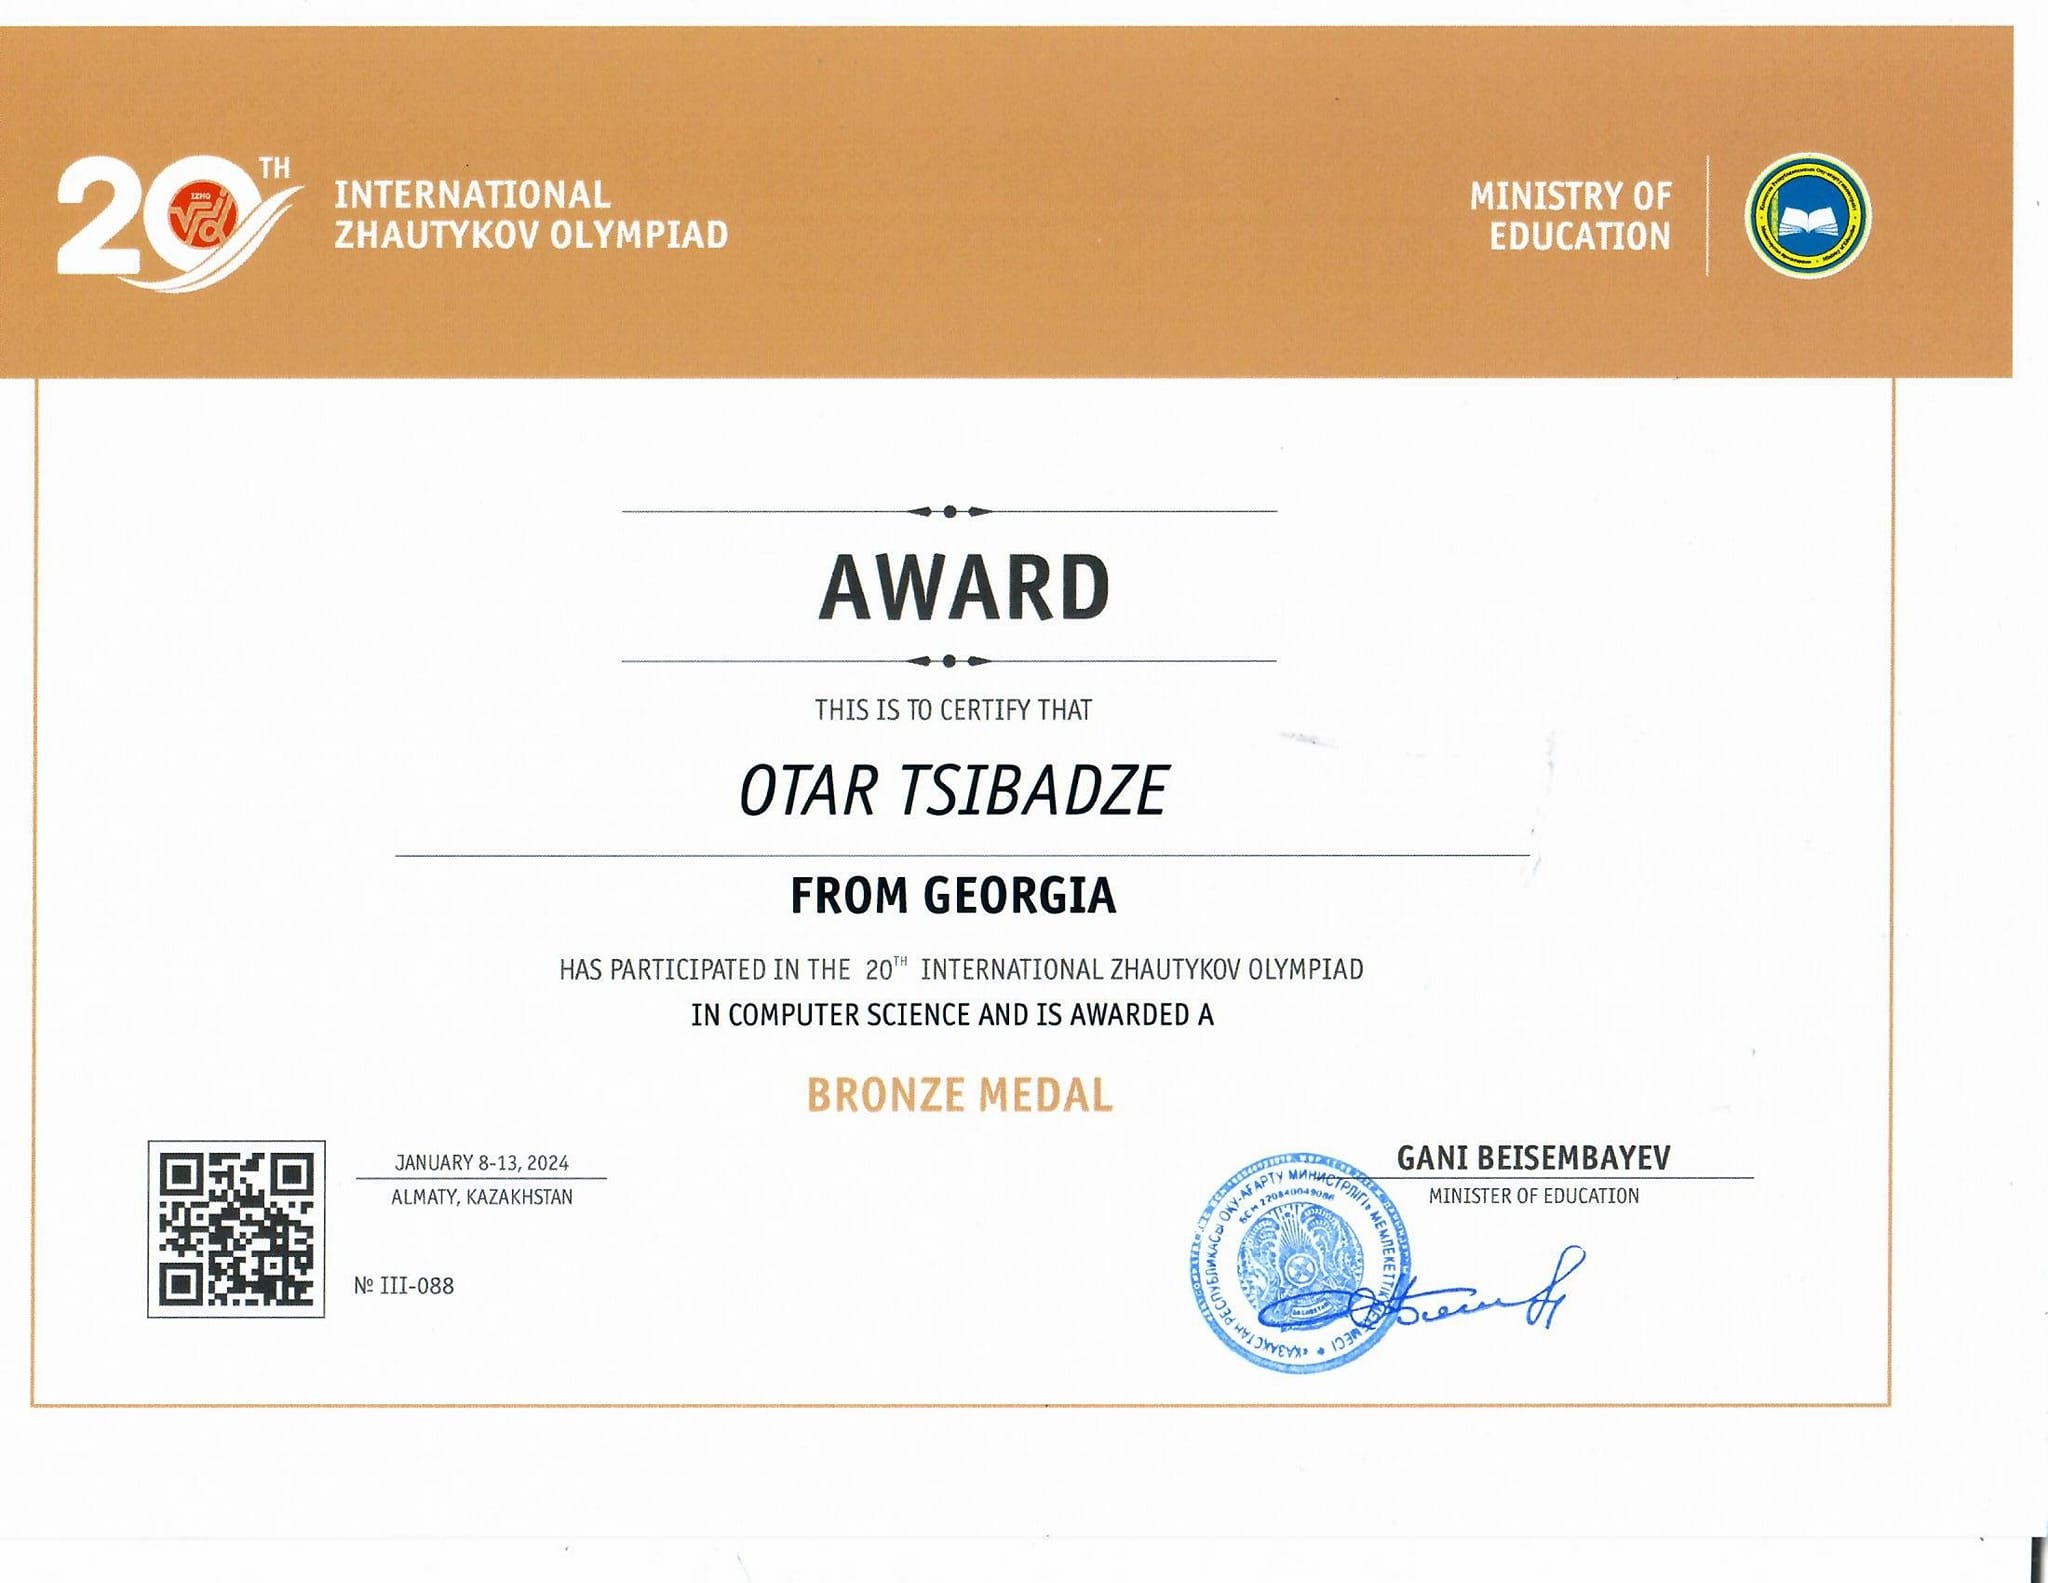 20TH
IZHO
INTERNATIONAL
ZHAUTYKOV OLYMPIAD
MINISTRY OF
EDUCATION
AWARD
THIS IS TO CERTIFY THAT
OTAR TSIBADZE
FROM GEORGIA
HAS PARTICIPATED IN THE 20TH INTERNATIONAL ZHAUTYKOV OLYMPIAD
IN COMPUTER SCIENCE AND IS AWARDED A
BRONZE MEDAL
JANUARY 8-13, 2024
ALMATY, KAZAKHSTAN
№ III-088
GANI BEISEMBAYEV
MINISTER OF EDUCATION
«ҚАЗАҚСТАН РЕСПУБЛИКАСЫ ОҚУ-АҒАРТУ МИНИСТРЛІГІ» МЕМЛЕКЕТТІК МЕКЕМЕСІ
БСН 220840049086